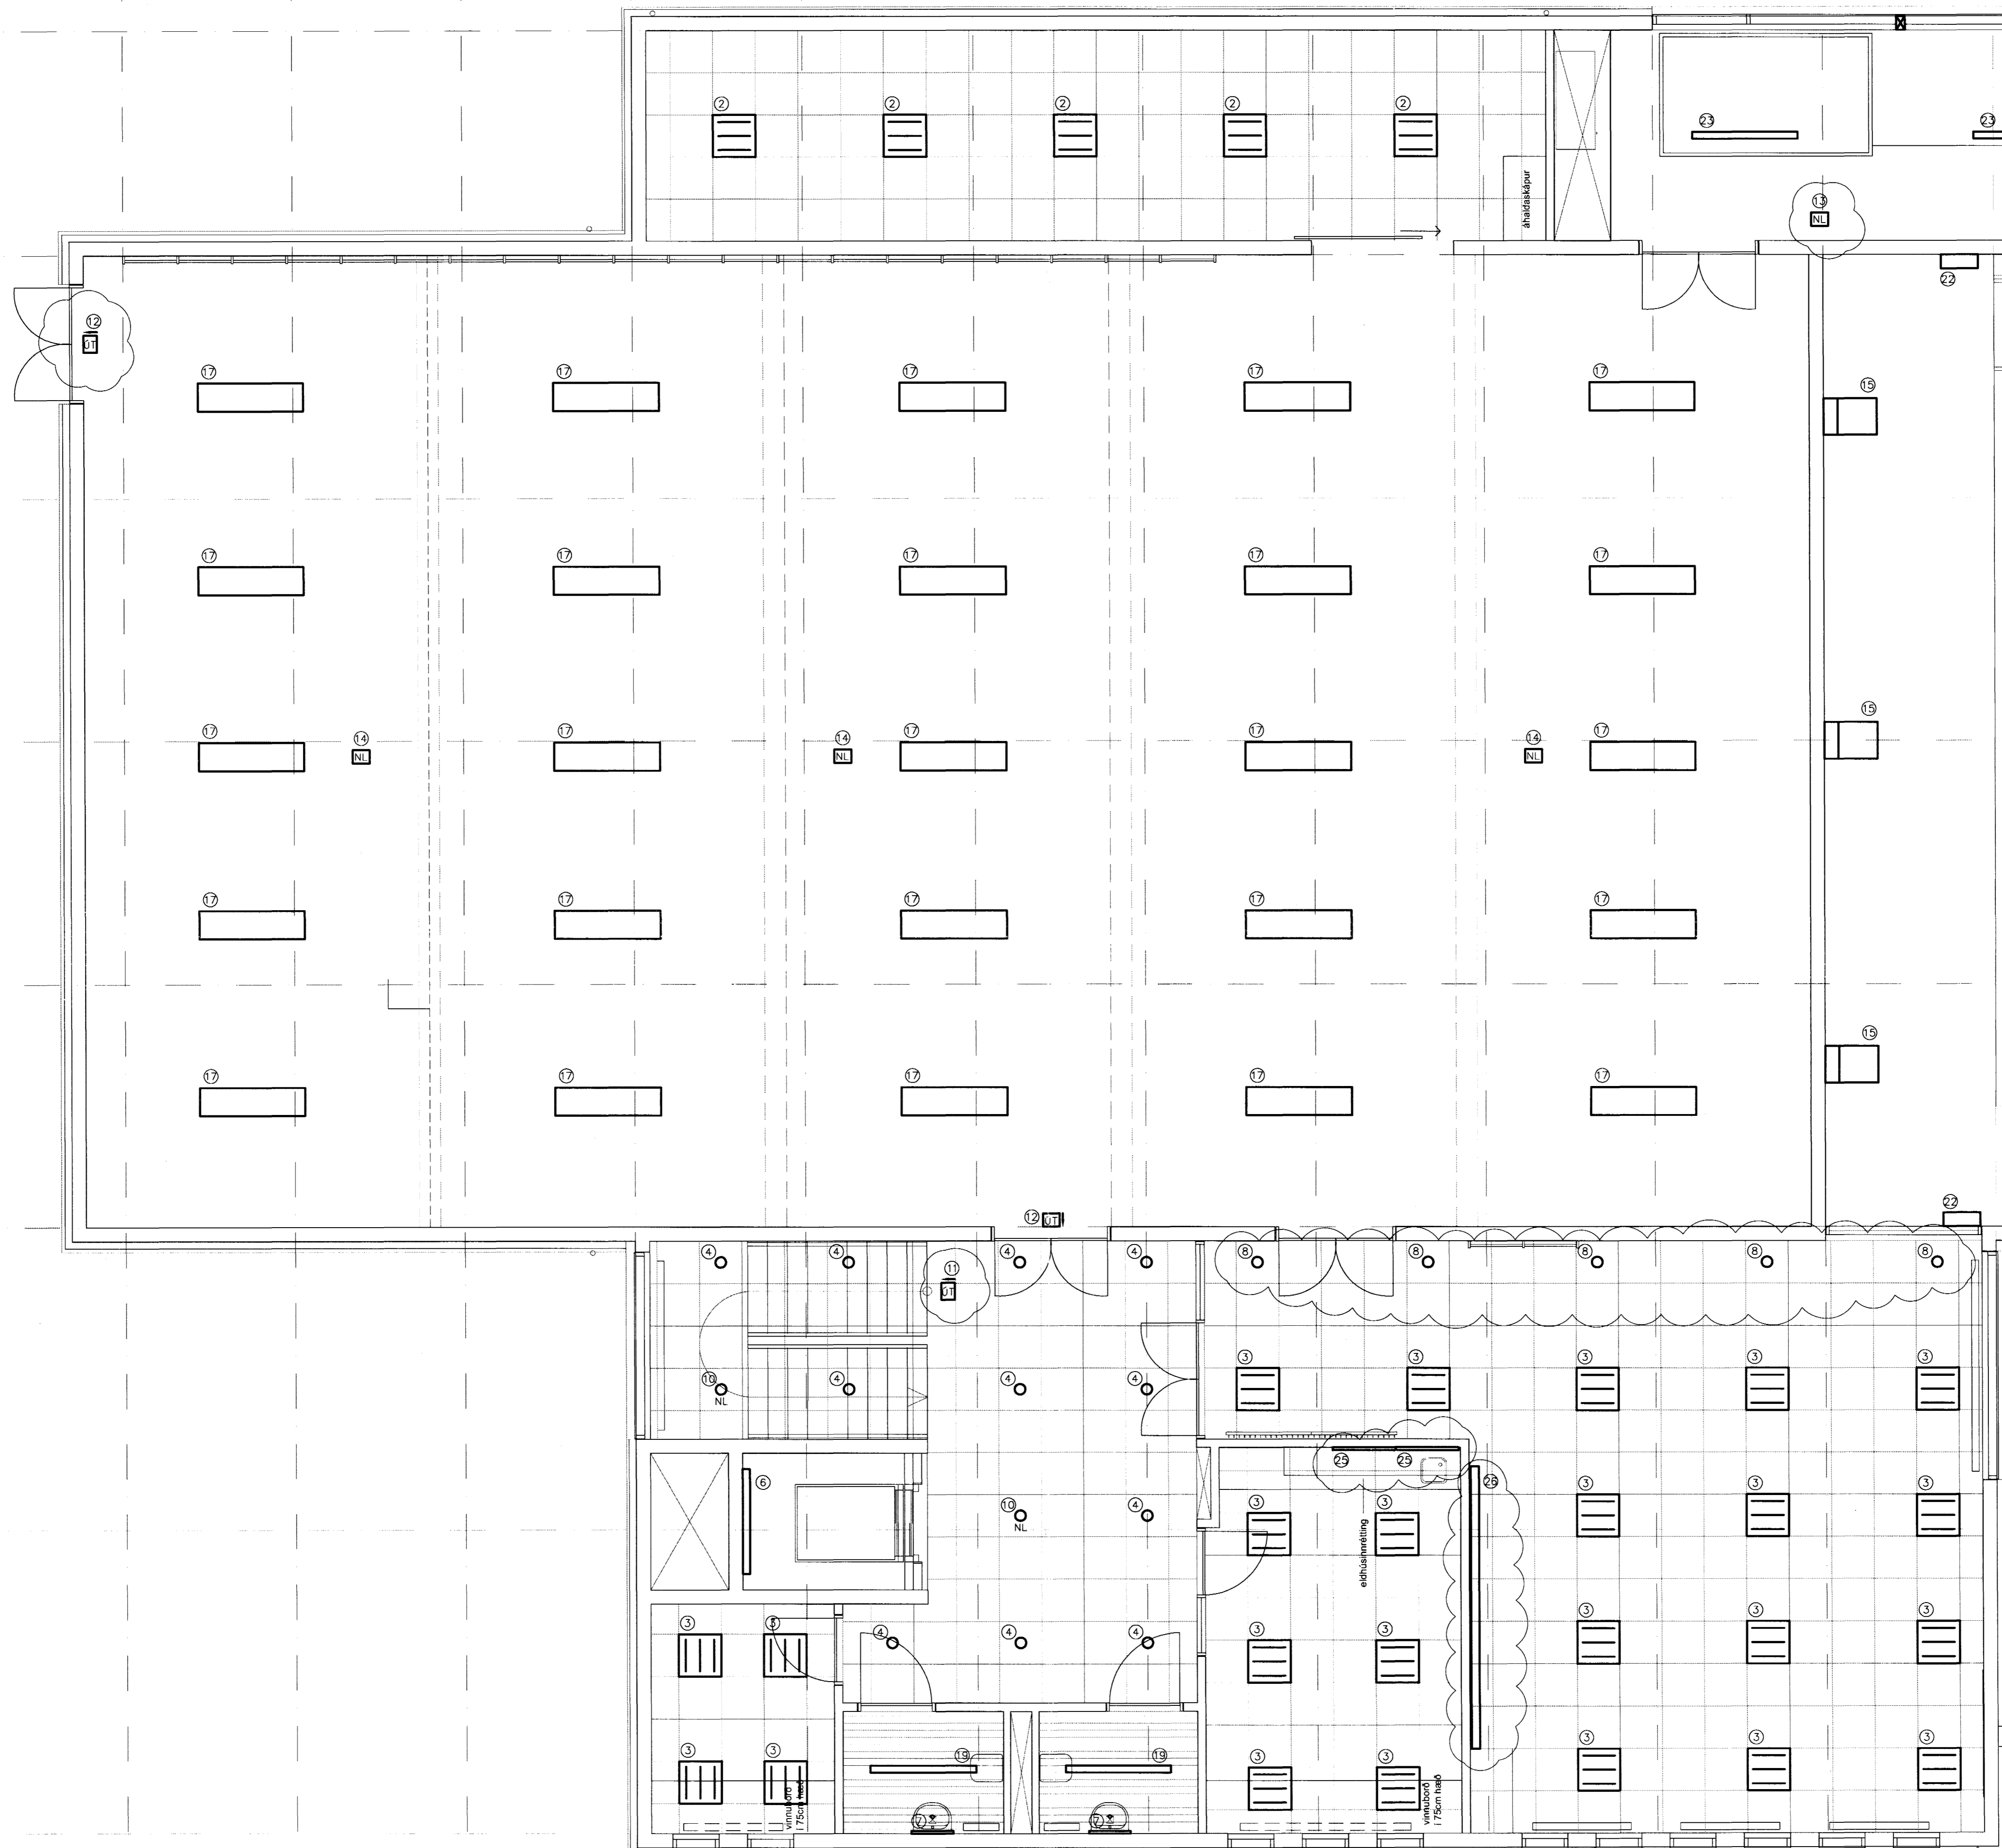 2 2 2 2 2
23 23
áhaldaskápur
13
NL
22
12
ÚT
17 17 17 17 17
15
17 17 17 17 17
17 17 17 17 17
14 14 14
NL NL NL
15
17 17 17 17 17
17 17 17 17 17
15
22
12 ÚT
4 4 4 4 8 8 8 8 8
11
ÚT
3 3 3 3 3
10 4 4 4
NL
25 25
6 26
10 4 3 3 3 3 3
NL
eldhúsinnrétting
3 3 4 4 4 3 3 3 3 3
3 3 19 19 3 3 3 3 3
vinnuborð
í 75cm hæð
vinnuborð
í 75cm hæð
7 7